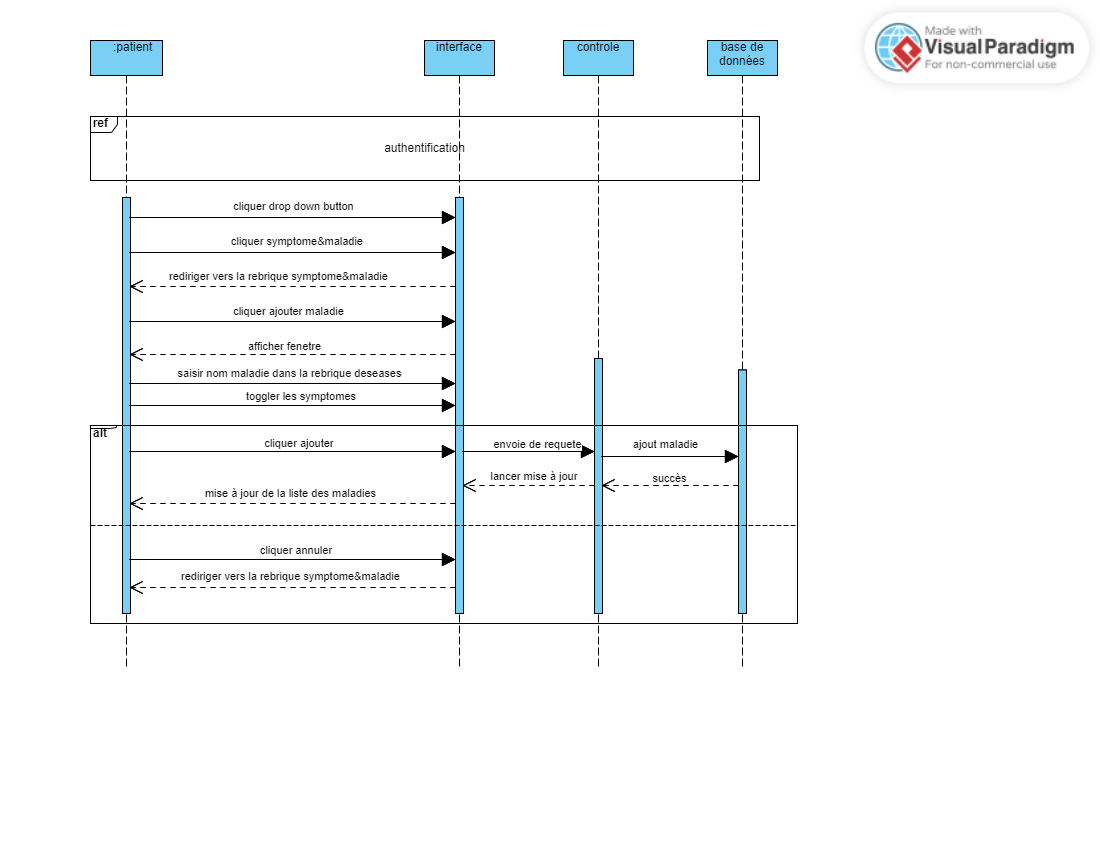 :patient
interface
controle
base de
données
Made with
Visual Paradigm
For non-commercial use
ref
authentification
cliquer drop down button
cliquer symptome&maladie
rediriger vers la rebrique symptome&maladie
cliquer ajouter maladie
afficher fenetre
saisir nom maladie dans la rebrique deseases
toggler les symptomes
alt
cliquer ajouter
envoie de requete
ajout maladie
lancer mise à jour
succès
mise à jour de la liste des maladies
cliquer annuler
rediriger vers la rebrique symptome&maladie